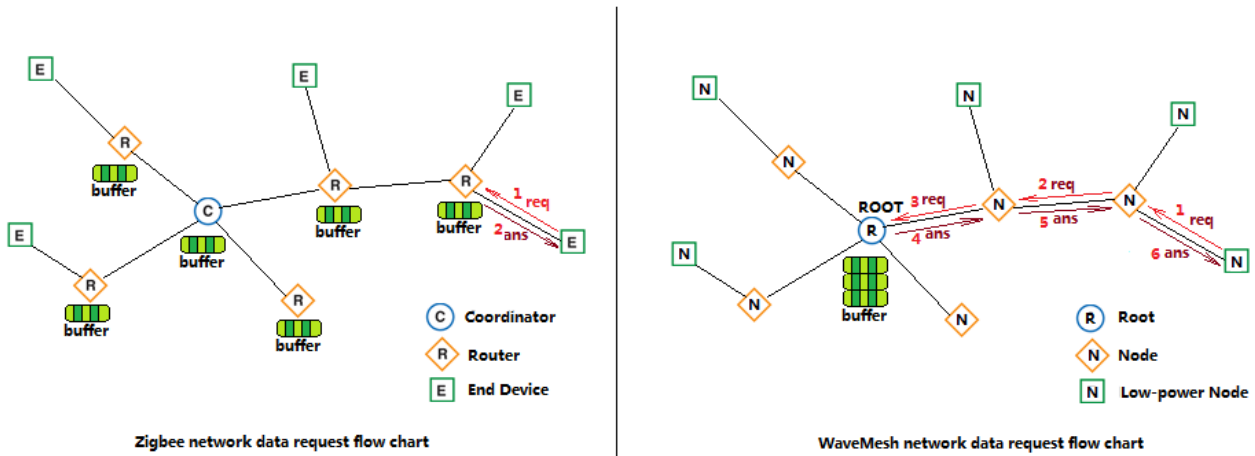 E
E
E
R
buffer
R
buffer
R
buffer
1 req
2 ans
E
C
buffer
E
R
buffer
R
buffer
C Coordinator
R Router
E End Device
Zigbee network data request flow chart
N
N
N
N
ROOT
R
buffer
3 req
4 ans
N
2 req
5 ans
N
1 req
6 ans
N
N
N
N
R Root
N Node
N Low-power Node
WaveMesh network data request flow chart